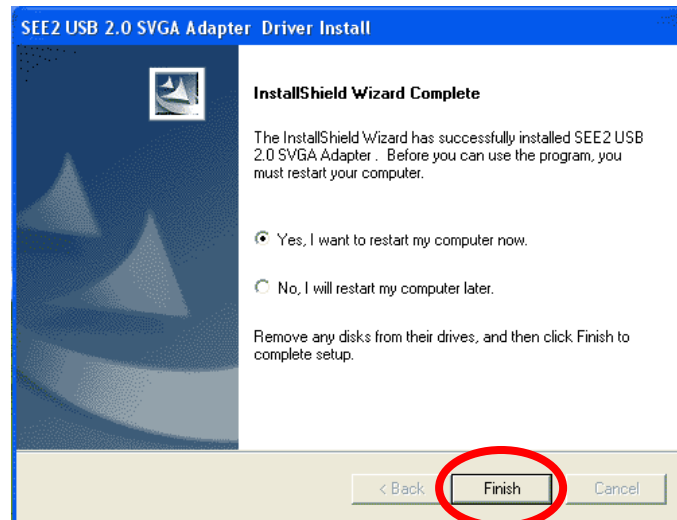 SEE2 USB 2.0 SVGA Adapter Driver Install
InstallShield Wizard Complete
The InstallShield Wizard has successfully installed SEE2 USB
2.0 SVGA Adapter . Before you can use the program, you
must restart your computer.
Yes, I want to restart my computer now.
No, I will restart my computer later.
Remove any disks from their drives, and then click Finish to
complete setup.
< Back Finish Cancel